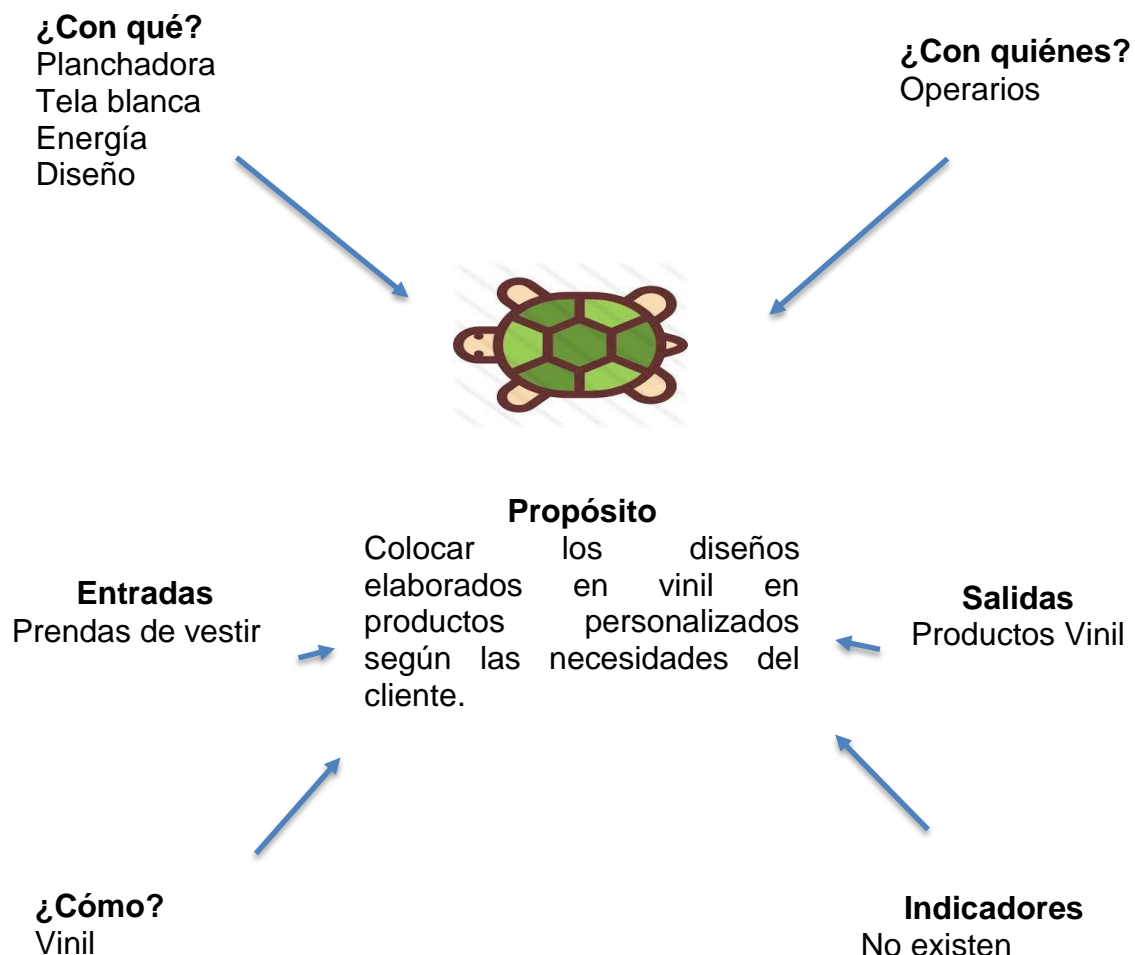 ¿Con qué?
Planchadora
Tela blanca
Energía
Diseño
¿Con quiénes?
Operarios
Propósito
Colocar los diseños
elaborados en vinil en
productos personalizados
según las necesidades del
cliente.
Entradas
Prendas de vestir
Salidas
Productos Vinil
¿Cómo?
Vinil
Indicadores
No existen